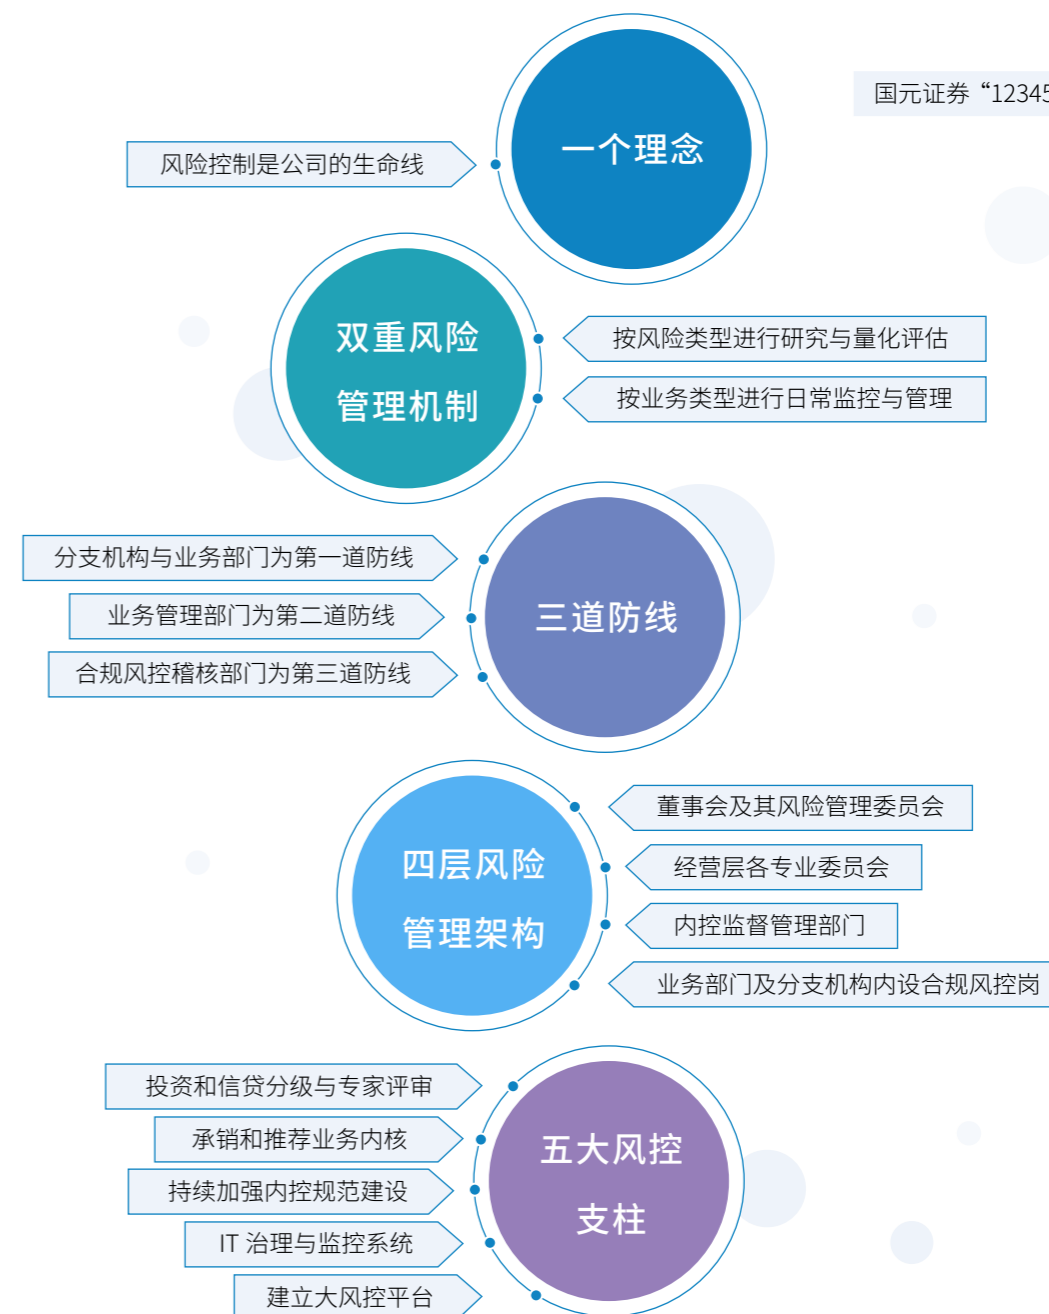 国元证券“12345
一个理念
风险控制是公司的生命线
双重风险
管理机制
按风险类型进行研究与量化评估
按业务类型进行日常监控与管理
三道防线
分支机构与业务部门为第一道防线
业务管理部门为第二道防线
合规风控稽核部门为第三道防线
四层风险
管理架构
董事会及其风险管理委员会
经营层各专业委员会
内控监督管理部门
业务部门及分支机构内设合规风控岗
五大风控
支柱
投资和信贷分级与专家评审
承销和推荐业务内核
持续加强内控规范建设
IT 治理与监控系统
建立大风控平台